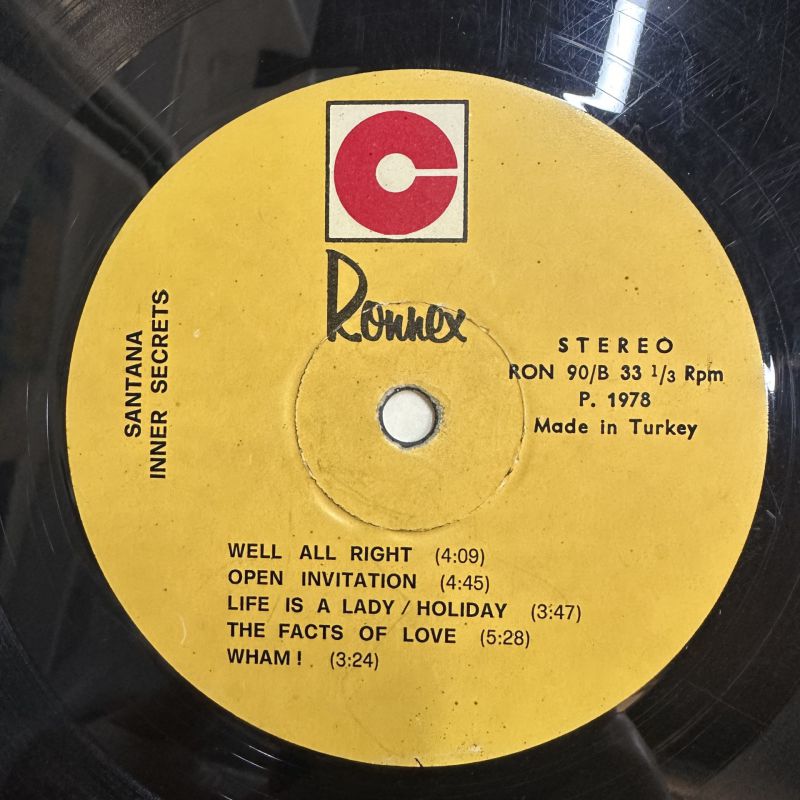 Ronnex
SANTANA
INNER SECRETS
STEREO
RON 90/B 33 1/3 Rpm
P. 1978
Made in Turkey
WELL ALL RIGHT (4:09)
OPEN INVITATION (4:45)
LIFE IS A LADY / HOLIDAY (3:47)
THE FACTS OF LOVE (5:28)
WHAM! (3:24)